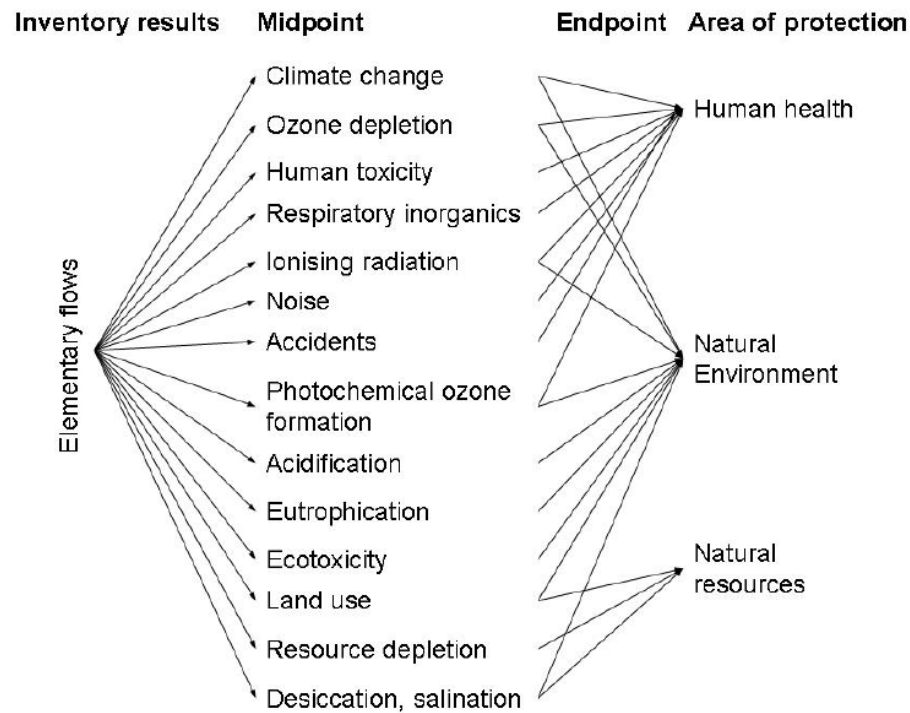 Inventory results Midpoint Endpoint Area of protection
Elementary flows
Climate change
Ozone depletion
Human toxicity
Respiratory inorganics
Ionising radiation
Noise
Accidents
Photochemical ozone
formation
Acidification
Eutrophication
Ecotoxicity
Land use
Resource depletion
Desiccation, salination
Human health
Natural
Environment
Natural
resources